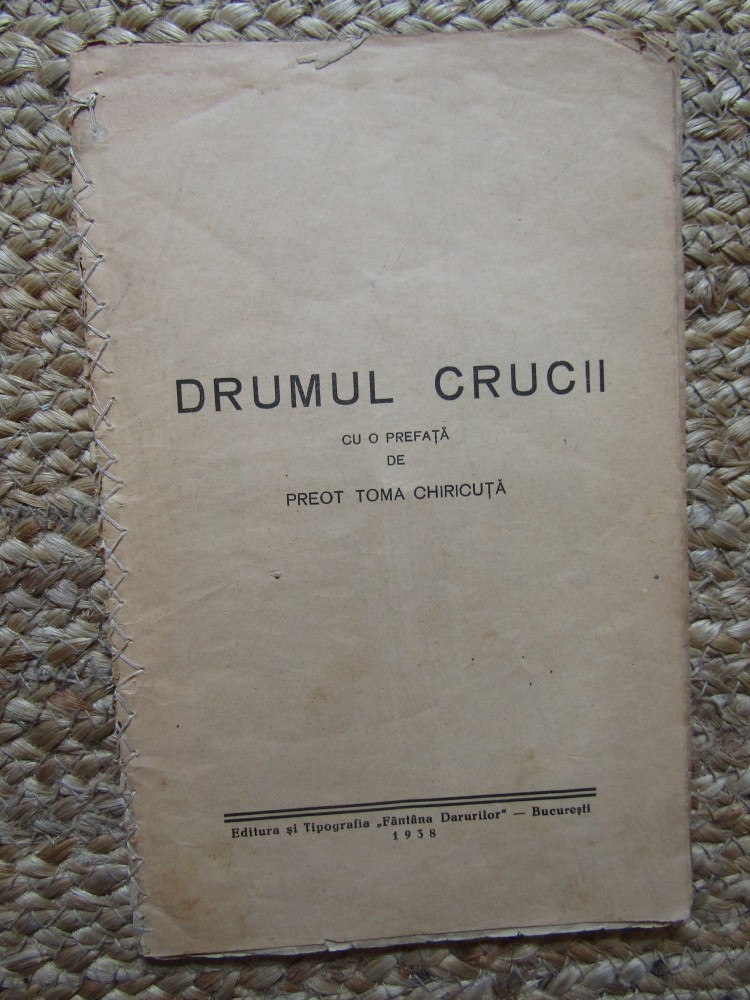 DRUMUL CRUCII
CU O PREFAȚĂ
DE
PREOT TOMA CHIRICUȚĂ
Editura și Tipografia „Fântâna Darurilor" — București
1938